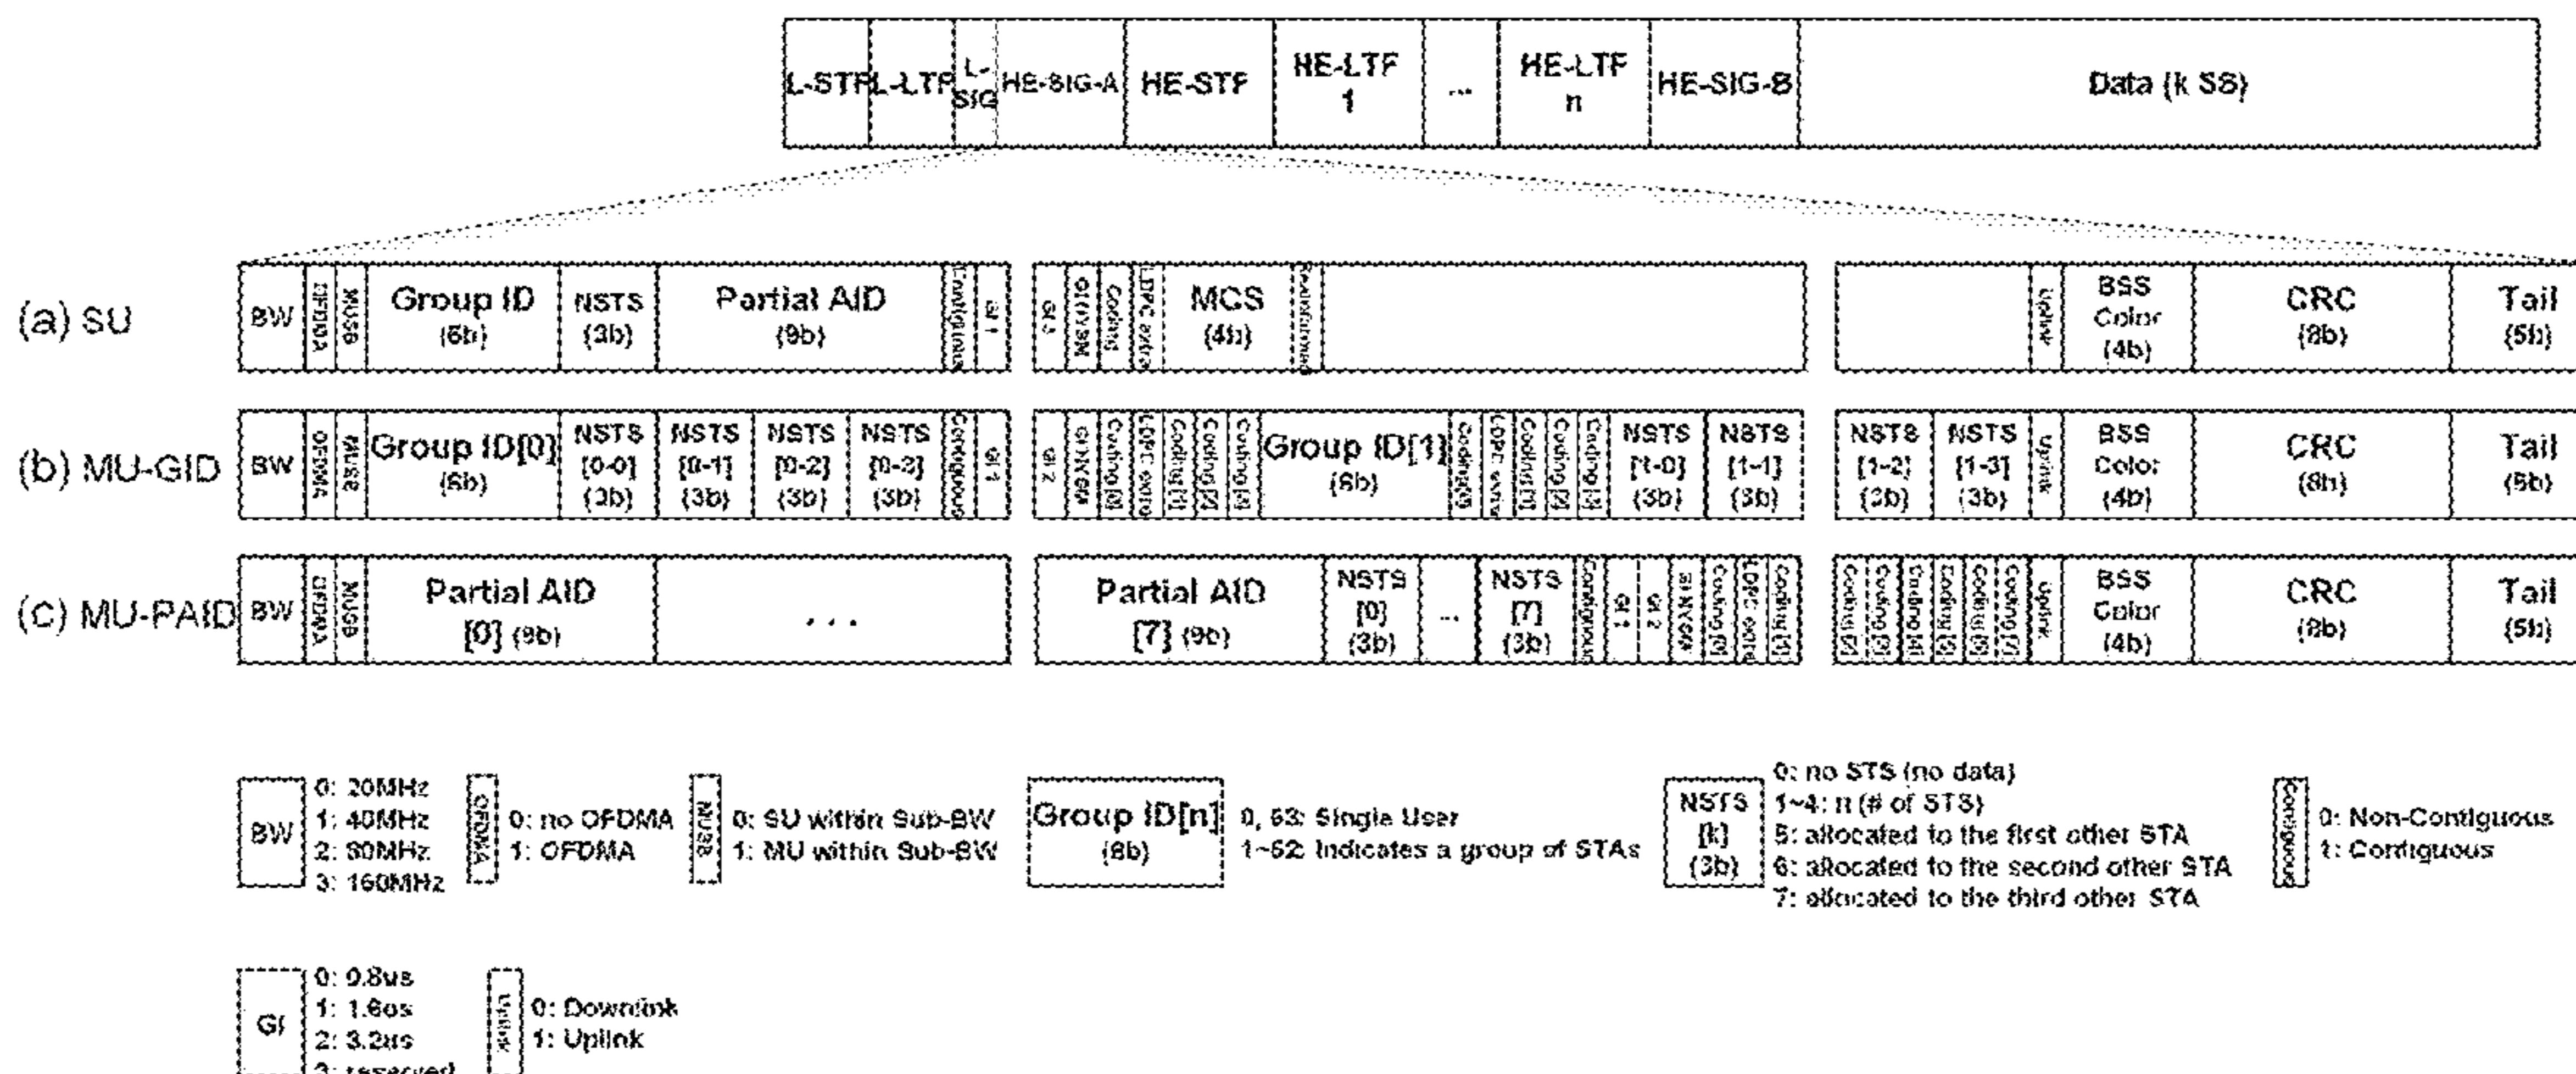 L-STF L-LTF L-SIG HE-SIG-A HE-STF HE-LTF 1 ... HE-LTF n HE-SIG-B Data (k SS)
(a) SU BW OFDMA MUSB Group ID (6b) NSTS (3b) Partial AID (9b) Contiguous GI 1 Coding LDPC extra MCS (4b) Beamformed Uplink BSS Color (4b) CRC (8b) Tail
(b) MU-GID BW OFDMA MUSB Group ID[0] (6b) NSTS [0-0] (3b) NSTS [0-1] (3b) NSTS [0-2] (3b) NSTS (3b) Contiguous GI 1 GI 2 Coding[0] LDPC extra Coding[1] Coding[2] Coding[3] Group ID[1] (6b) Coding[0] LDPC extra Coding[1] Coding[2] Coding[3] NSTS [1-0] (3b) NSTS [1-1] (3b) NSTS [1-2] (3b) NSTS [1-3] (3b) Uplink BSS Color (4b) CRC (8b) Tail
(c) MU-PAID BW OFDMA MUSB Partial AID [0] (9b) ... Partial AID [7] (9b) NSTS [0] (3b) ... NSTS [7] (3b) Contiguous GI 1 GI 2 Coding[0] LDPC extra Coding[1] Coding[2] Coding[3] Coding[4] Coding[5] Coding[6] Coding[7] Uplink BSS Color (4b) CRC (8b) Tail
BW
0: 20MHz
1: 40MHz
2: 80MHz
3: 160MHz
OFDMA
0: no OFDMA
1: OFDMA
MUSB
0: SU within Sub-BW
1: MU within Sub-BW
Group ID[n]
0, 63: Single User
1~62: Indicates a group of STAs
NSTS
[k]
(3b)
0: no STS (no data)
1~4: n (# of STS)
5: allocated to the first other STA
6: allocated to the second other STA
7: allocated to the third other STA
Contiguous
0: Non-Contiguous
1: Contiguous
GI
0: 0.8us
1: 1.6us
2: 3.2us
3: reserved
Uplink
0: Downlink
1: Uplink